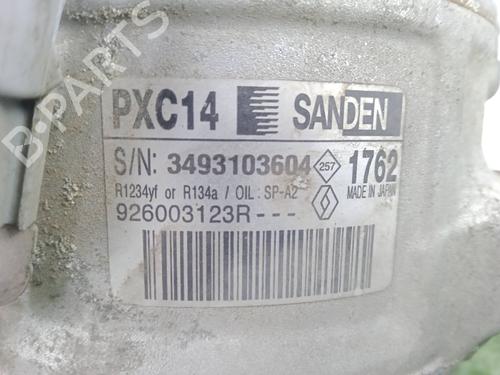 PXC14 SANDEN
S/N: 3493103604 257 1762
R1234yf or R134a / OIL : SP-A2 MADE IN JAPAN
926003123R---
B-PARTS